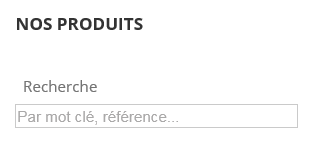 NOS PRODUITS
Recherche
Par mot clé, référence...